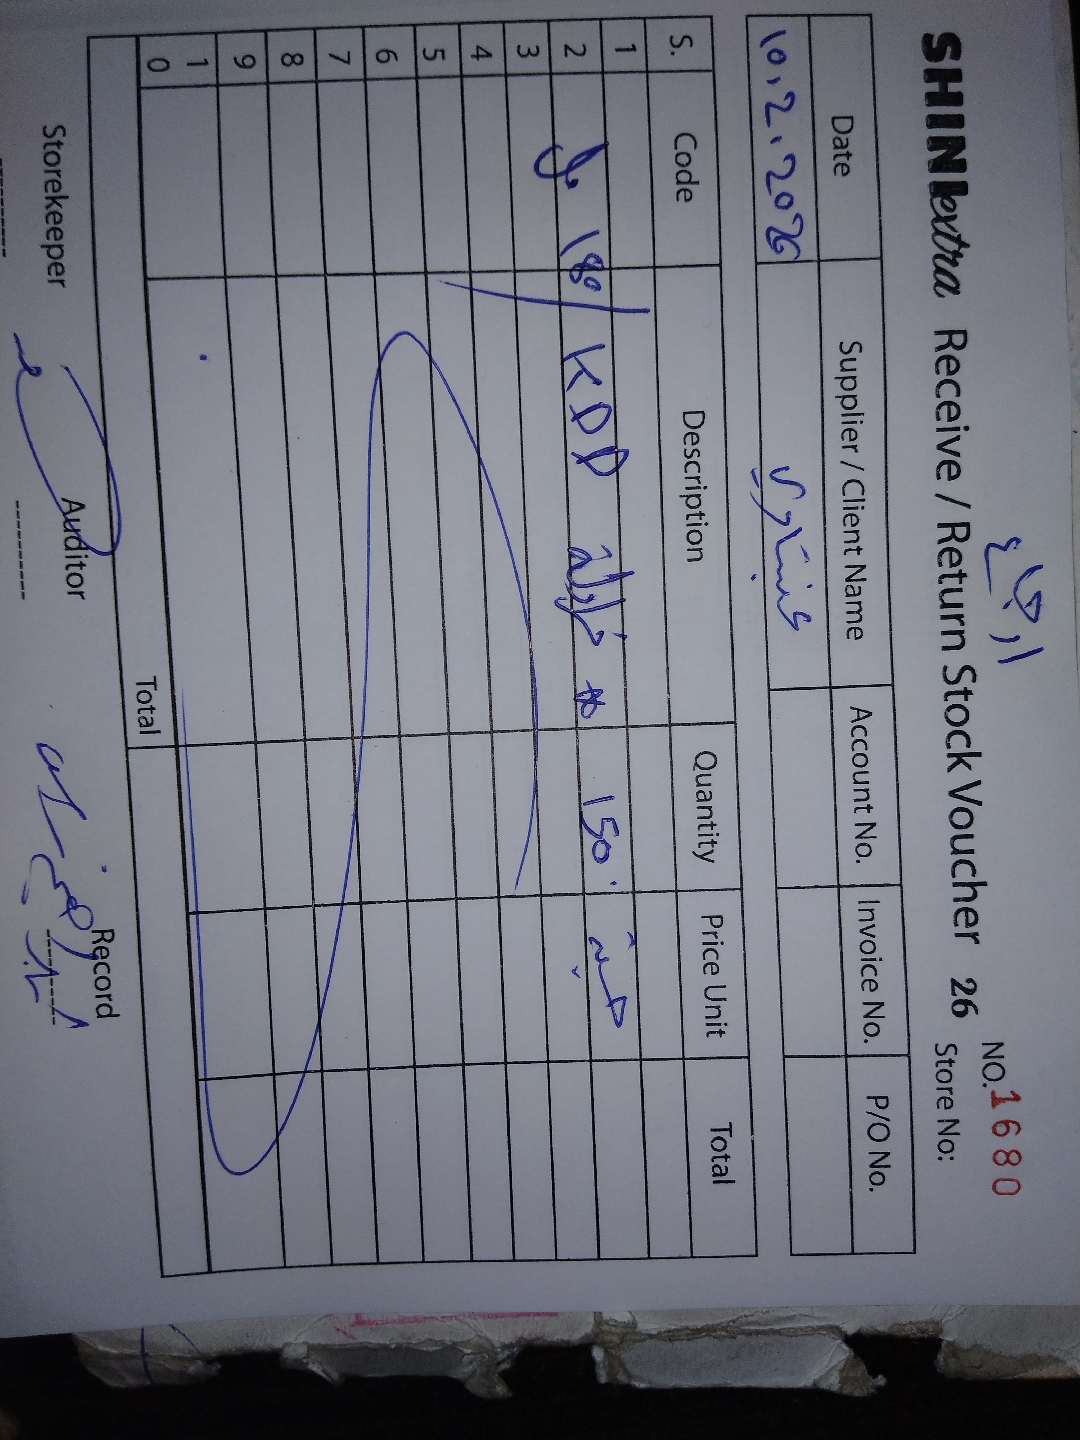 ارجاع
NO. 1680
SHINextra Receive / Return Stock Voucher 26 Store No:
Date Supplier / Client Name Account No. Invoice No. P/O No.
10.2.2026
S. Code Description Quantity Price Unit Total
1
2 180 KDD فراولة * 150
3
4
5
6
7
8
9
10
Total
Storekeeper Auditor Record